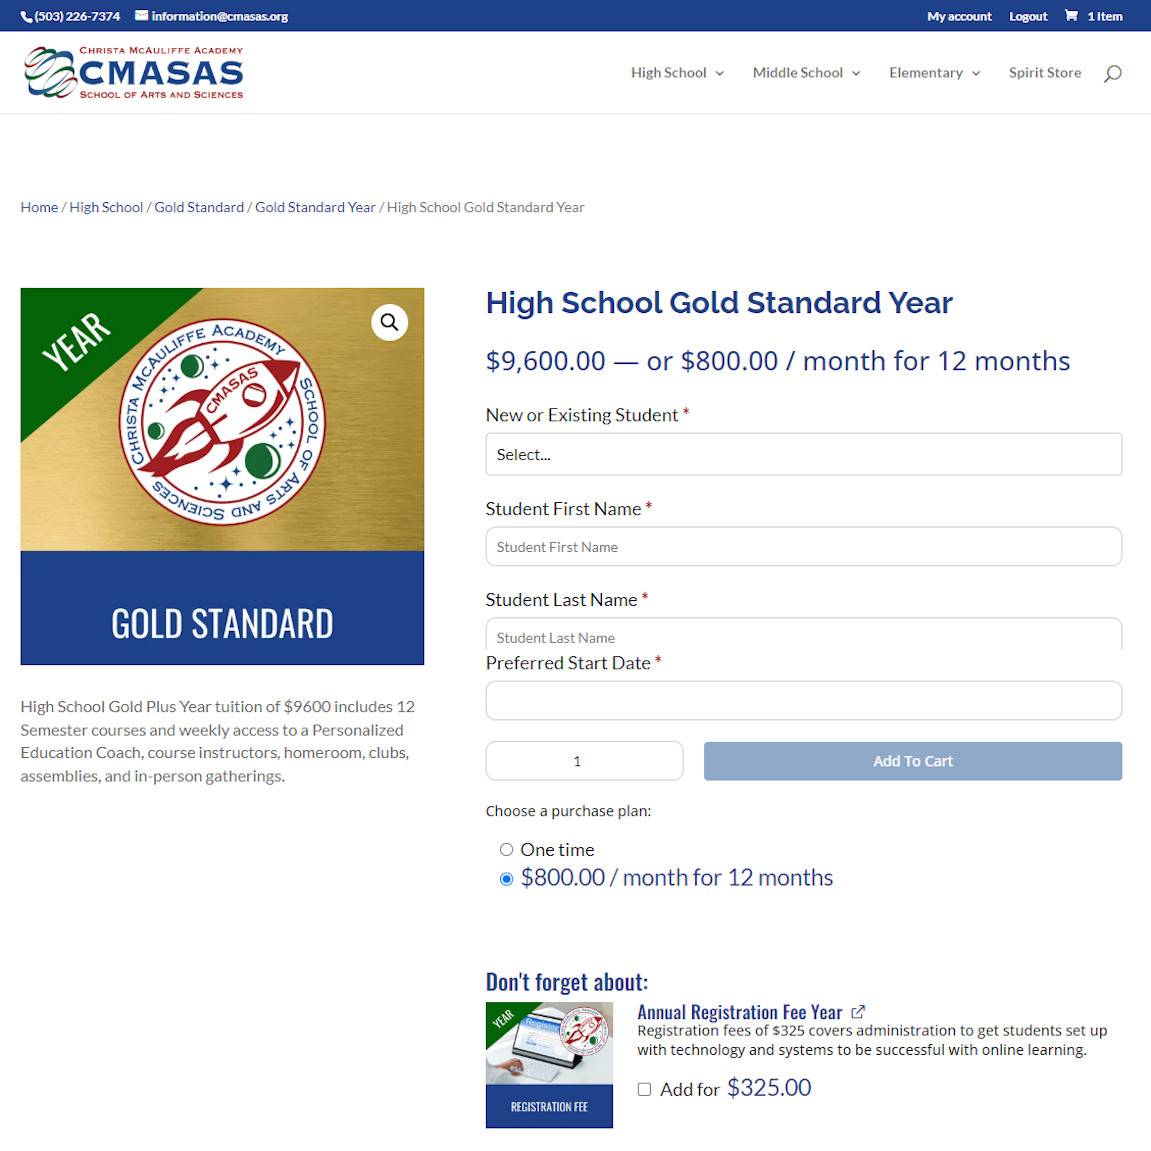 (503) 226-7374 information@cmasas.org My account Logout 1 Item
CHRISTA MCAULIFFE ACADEMY
CMASAS
SCHOOL OF ARTS AND SCIENCES
High School Middle School Elementary Spirit Store
Home / High School / Gold Standard / Gold Standard Year / High School Gold Standard Year
YEAR
CHRISTA MCAULIFFE ACADEMY
SCHOOL OF ARTS AND SCIENCES
CMASAS
GOLD STANDARD
High School Gold Plus Year tuition of $9600 includes 12
Semester courses and weekly access to a Personalized
Education Coach, course instructors, homeroom, clubs,
assemblies, and in-person gatherings.
High School Gold Standard Year
$9,600.00 — or $800.00 / month for 12 months
New or Existing Student *
Select...
Student First Name *
Student First Name
Student Last Name *
Student Last Name
Preferred Start Date *
1 Add To Cart
Choose a purchase plan:
One time
$800.00 / month for 12 months
Don't forget about:
YEAR
Register
REGISTRATION FEE
Annual Registration Fee Year
Registration fees of $325 covers administration to get students set up
with technology and systems to be successful with online learning.
Add for $325.00